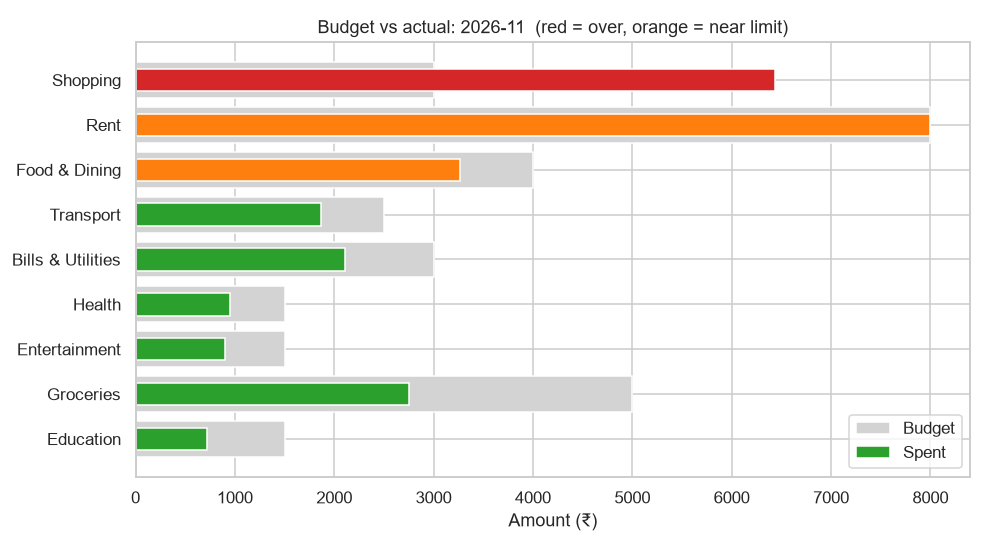 Budget vs actual: 2026-11  (red = over, orange = near limit)
Shopping
Rent
Food & Dining
Transport
Bills & Utilities
Health
Entertainment
Groceries
Education
Budget
Spent
0 1000 2000 3000 4000 5000 6000 7000 8000
Amount (₹)